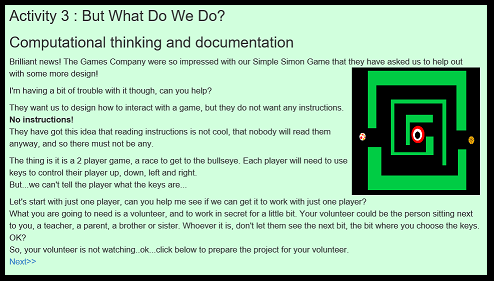 Activity 3 : But What Do We Do?
Computational thinking and documentation
Brilliant news! The Games Company were so impressed with our Simple Simon Game that they have asked us to help out
with some more design!
I'm having a bit of trouble with it though, can you help?
They want us to design how to interact with a game, but they do not want any instructions.
No instructions!
They have got this idea that reading instructions is not cool, that nobody will read them
anyway, and so there must not be any.
The thing is it is a 2 player game, a race to get to the bullseye. Each player will need to use
keys to control their player up, down, left and right.
But...we can't tell the player what the keys are...
Let's start with just one player, can you help me see if we can get it to work with just one player?
What you are going to need is a volunteer, and to work in secret for a little bit. Your volunteer could be the person sitting next
to you, a teacher, a parent, a brother or sister. Whoever it is, don't let them see the next bit, the bit where you choose the keys.
OK?
So, your volunteer is not watching..ok...click below to prepare the project for your volunteer.
Next>>